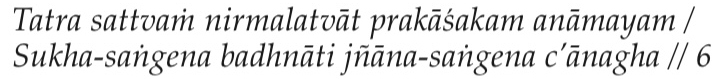 Tatra sattvaṁ nirmalatvāt prakāśakam anāmayam /
Sukha-saṅgena badhnāti jñāna-saṅgena c'ānagha // 6